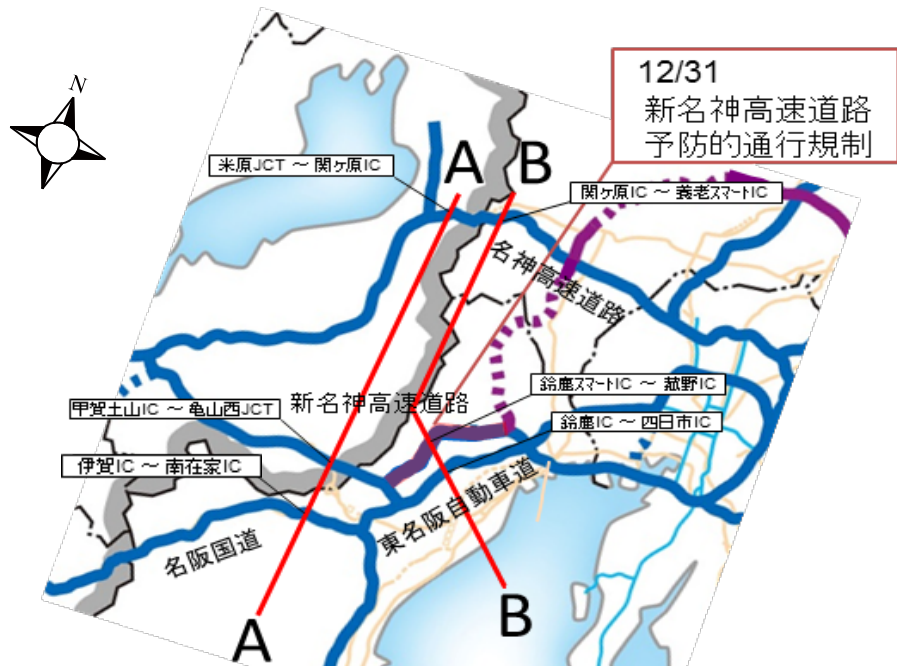 N
12/31
新名神高速道路
予防的通行規制
A
B
米原JCT ～ 関ヶ原IC
関ヶ原IC ～ 養老スマートIC
名神高速道路
鈴鹿スマートIC ～ 菰野IC
新名神高速道路
甲賀土山IC ～ 亀山西JCT
鈴鹿IC ～ 四日市IC
伊賀IC ～ 南在家IC
東名阪自動車道
名阪国道
A
B